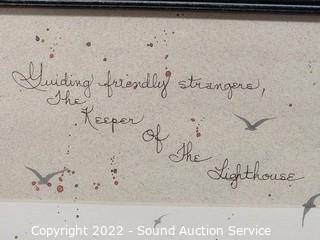 Guiding friendly strangers,
The
Keeper
of
The
Lighthouse
Copyright 2022 - Sound Auction Service